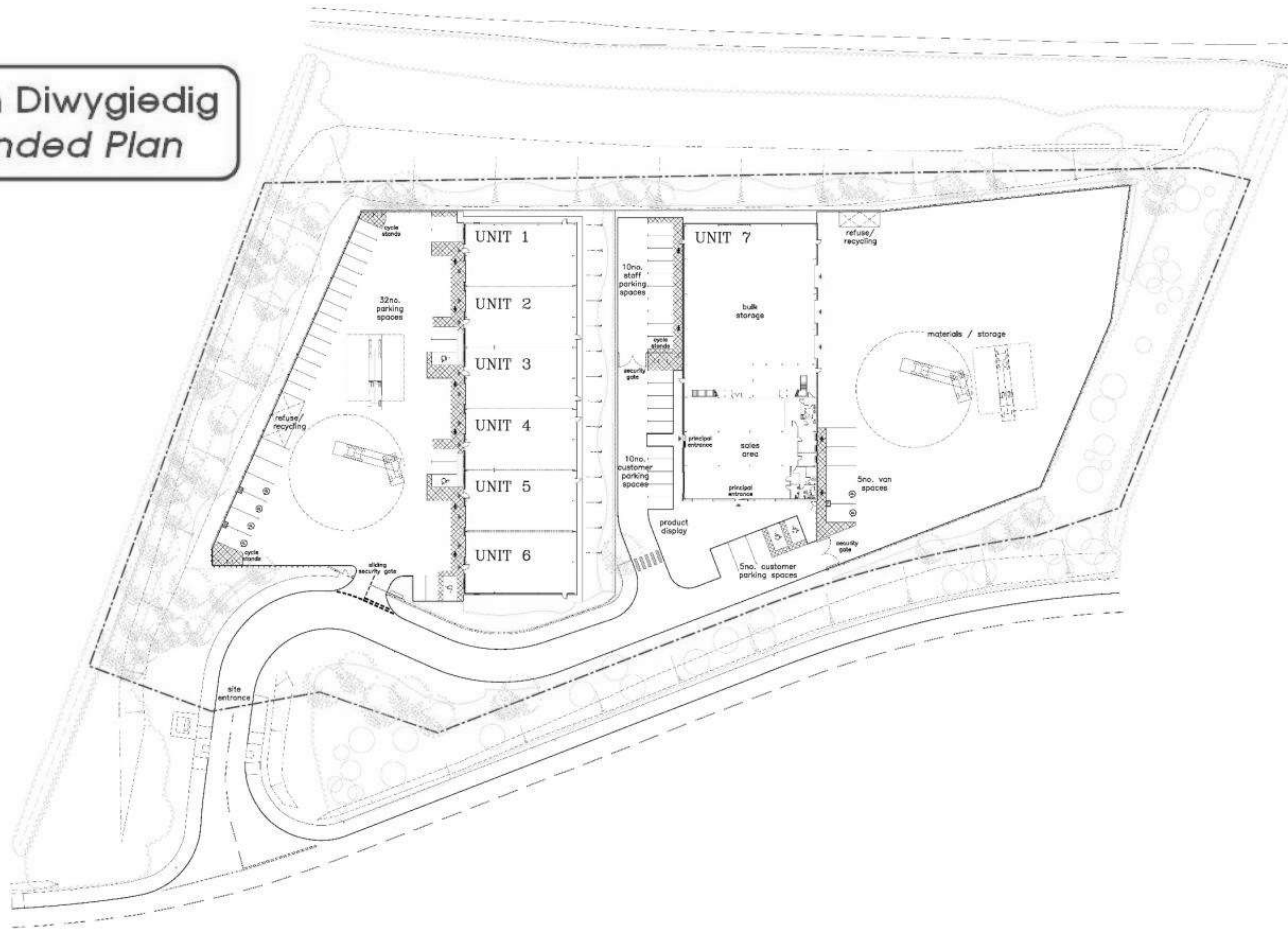 Diwygiedig
Plan
cycle
stands
32no.
parking
spaces
refuse/
recycling
cycle
stands
sliding
security gate
site
entrance
UNIT 1
UNIT 2
UNIT 3
UNIT 4
UNIT 5
UNIT 6
10no.
staff
parking
spaces
cycle
stands
security
gate
10no.
customer
parking
spaces
product
display
UNIT 7
bulk
storage
principal
entrance
sales
area
principal
entrance
5no. customer
parking spaces
security
gate
5no. van
spaces
refuse/
recycling
materials / storage